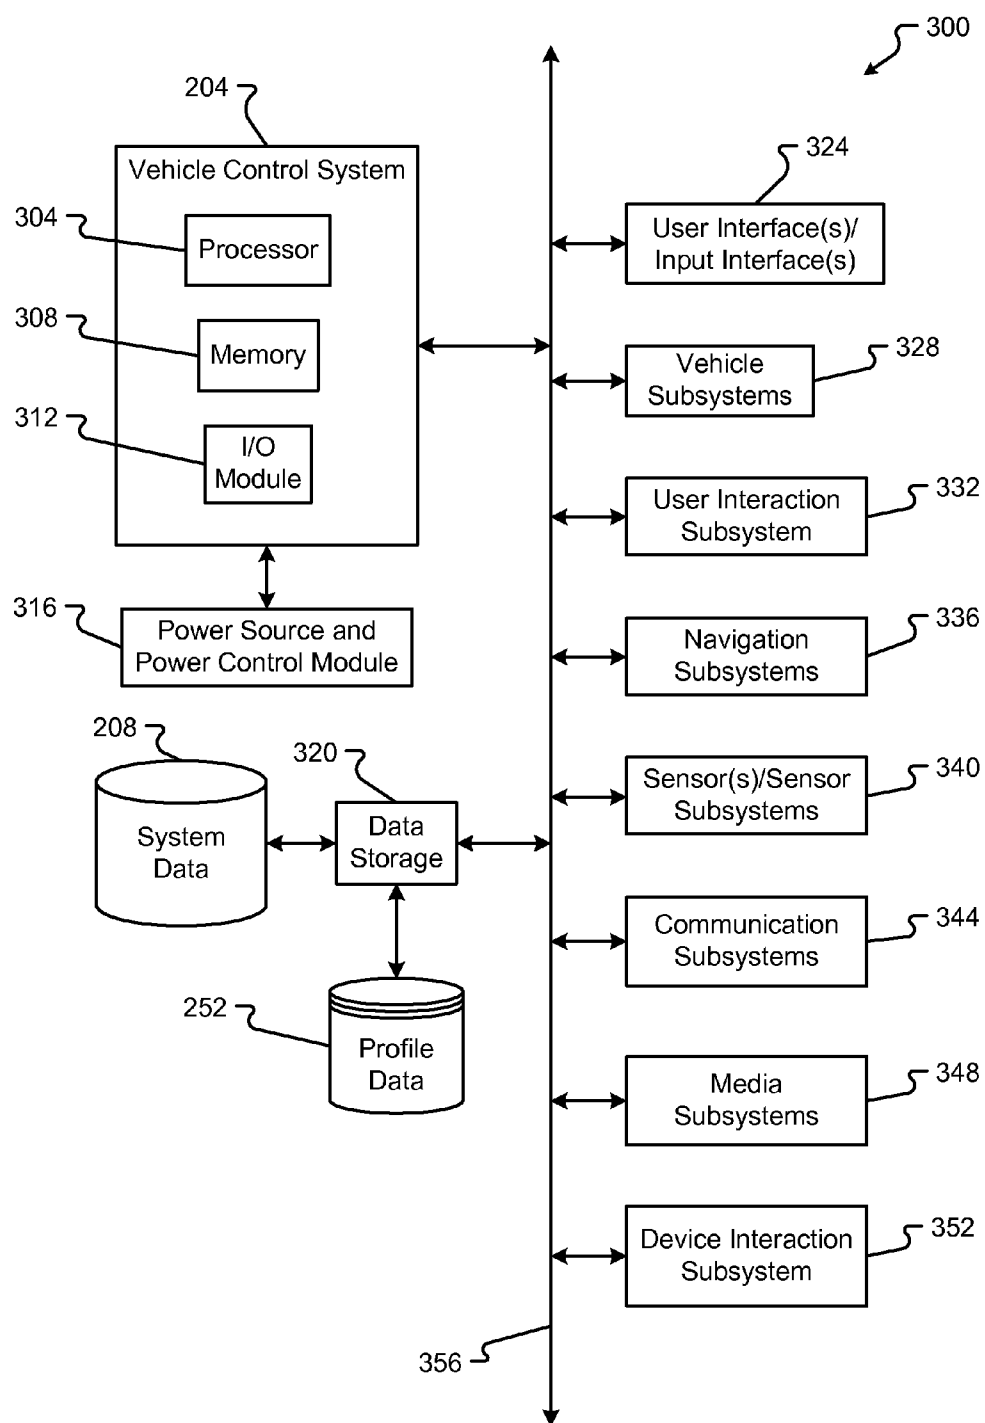 300
204
Vehicle Control System
304
Processor
308
Memory
312
I/O
Module
316
Power Source and
Power Control Module
208
System
Data
320
Data
Storage
252
Profile
Data
324
User Interface(s)/
Input Interface(s)
328
Vehicle
Subsystems
332
User Interaction
Subsystem
336
Navigation
Subsystems
340
Sensor(s)/Sensor
Subsystems
344
Communication
Subsystems
348
Media
Subsystems
352
Device Interaction
Subsystem
356